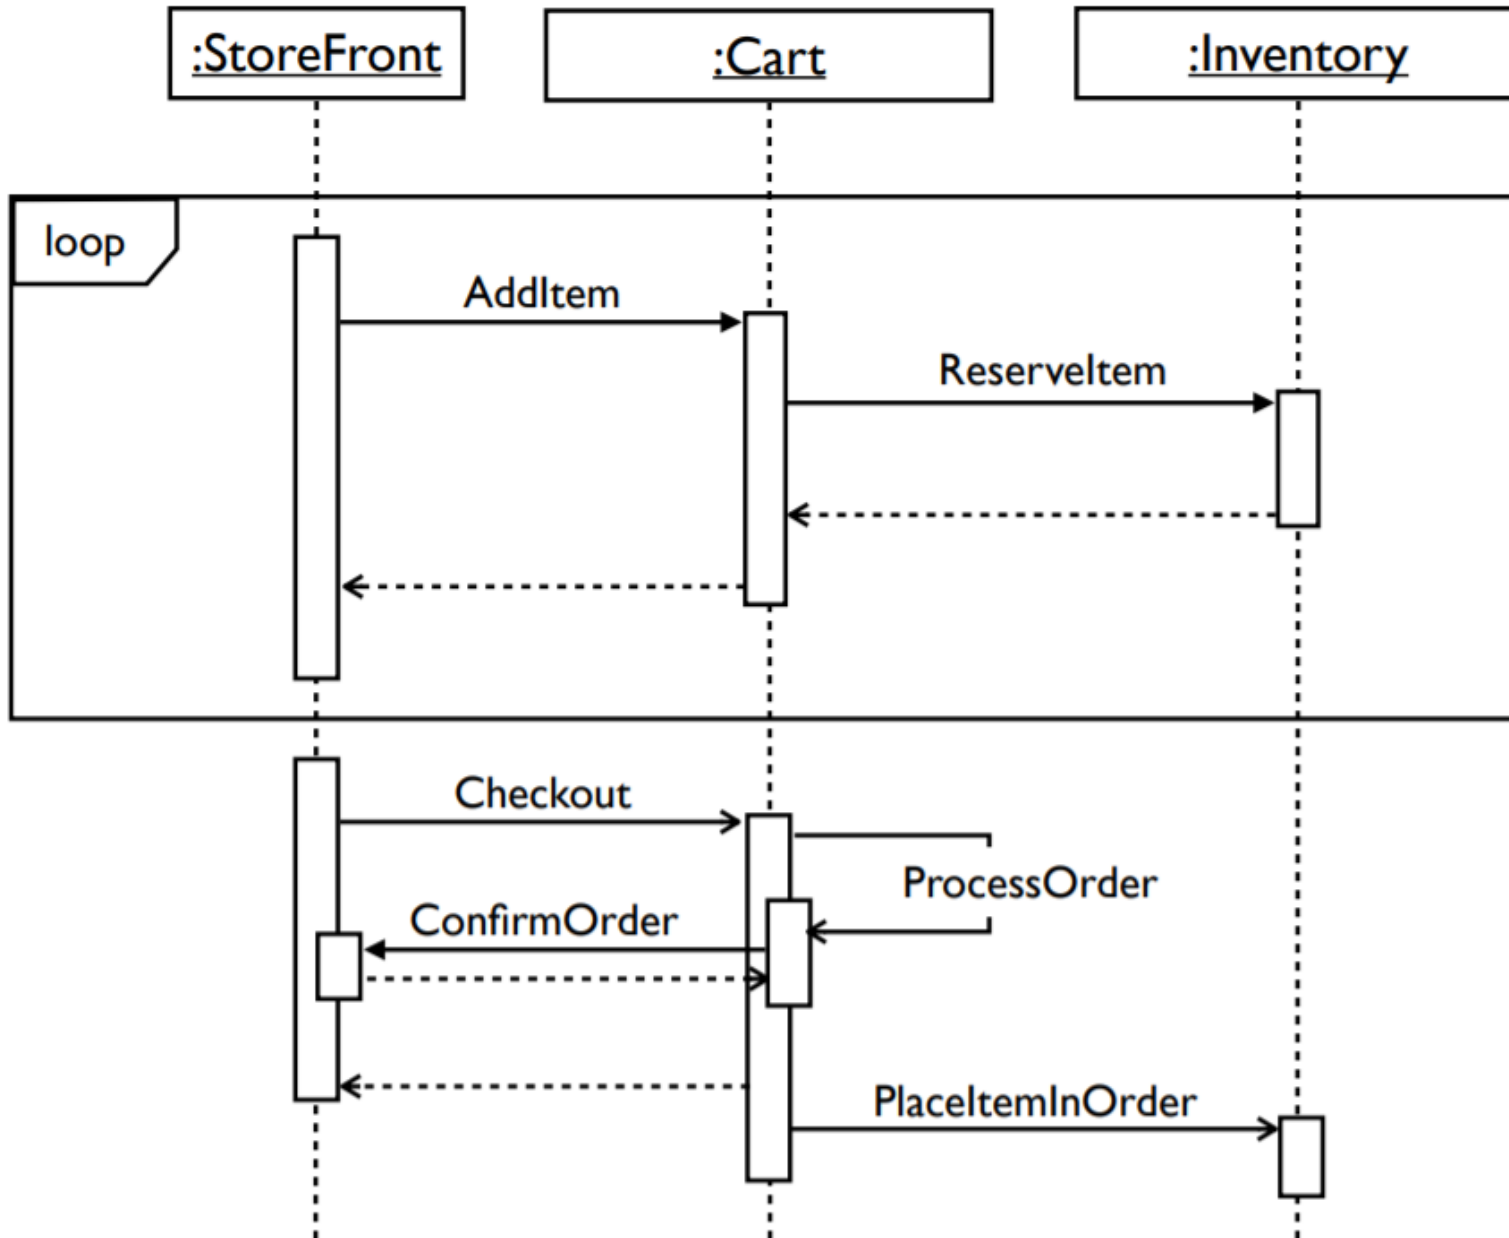 :StoreFront
:Cart
:Inventory
loop
AddItem
ReserveItem
Checkout
ProcessOrder
ConfirmOrder
PlaceItemInOrder